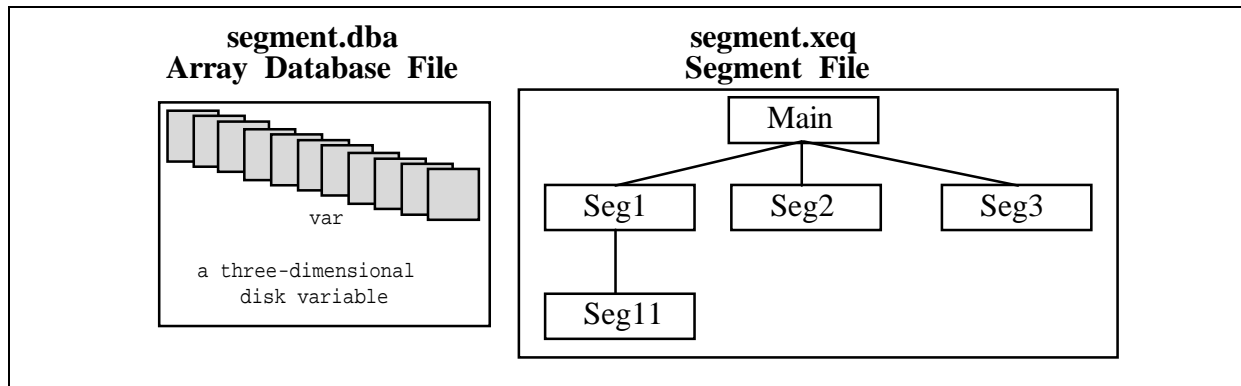 segment.dba
Array Database File
var
a three-dimensional
disk variable
segment.xeq
Segment File
Main
Seg1
Seg2
Seg3
Seg11